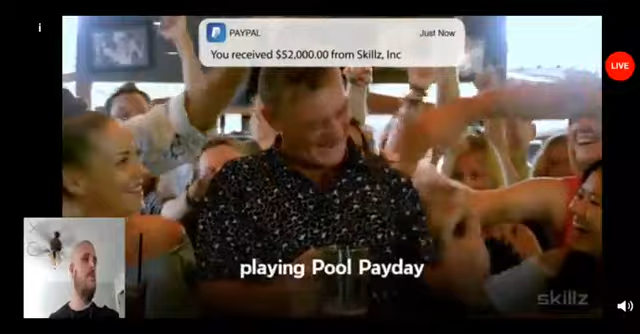 i
PAYPAL
Just Now
You received $52,000.00 from Skillz, Inc
LIVE
playing Pool Payday
skillz